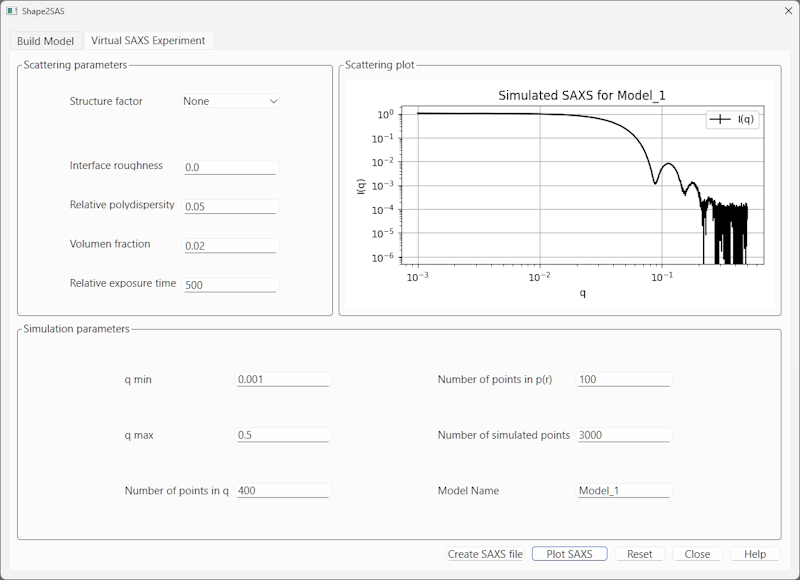 Shape2SAS
Build Model
Virtual SAXS Experiment
Scattering parameters
Structure factor None
Interface roughness 0.0
Relative polydispersity 0.05
Volumen fraction 0.02
Relative exposure time 500
Scattering plot
Simulated SAXS for Model_1
I(q)
I(q)
10^0
10^-1
10^-2
10^-3
10^-4
10^-5
10^-6
10^-3 10^-2 10^-1
q
Simulation parameters
q min 0.001
Number of points in p(r) 100
q max 0.5
Number of simulated points 3000
Number of points in q 400
Model Name Model_1
Create SAXS file Plot SAXS Reset Close Help